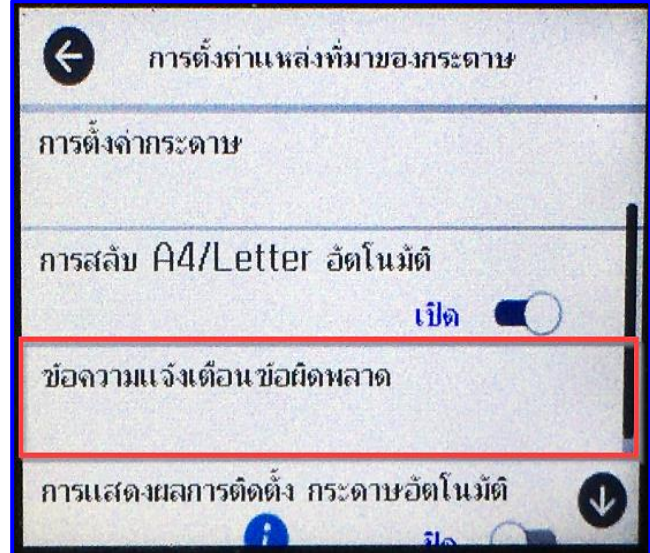 การตั้งค่าแหล่งที่มาของกระดาษ
การตั้งค่ากระดาษ
การสลับ A4/Letter อัตโนมัติ
เปิด
ข้อความแจ้งเตือนข้อผิดพลาด
การแสดงผลการติดตั้ง กระดาษอัตโนมัติ
ปิด